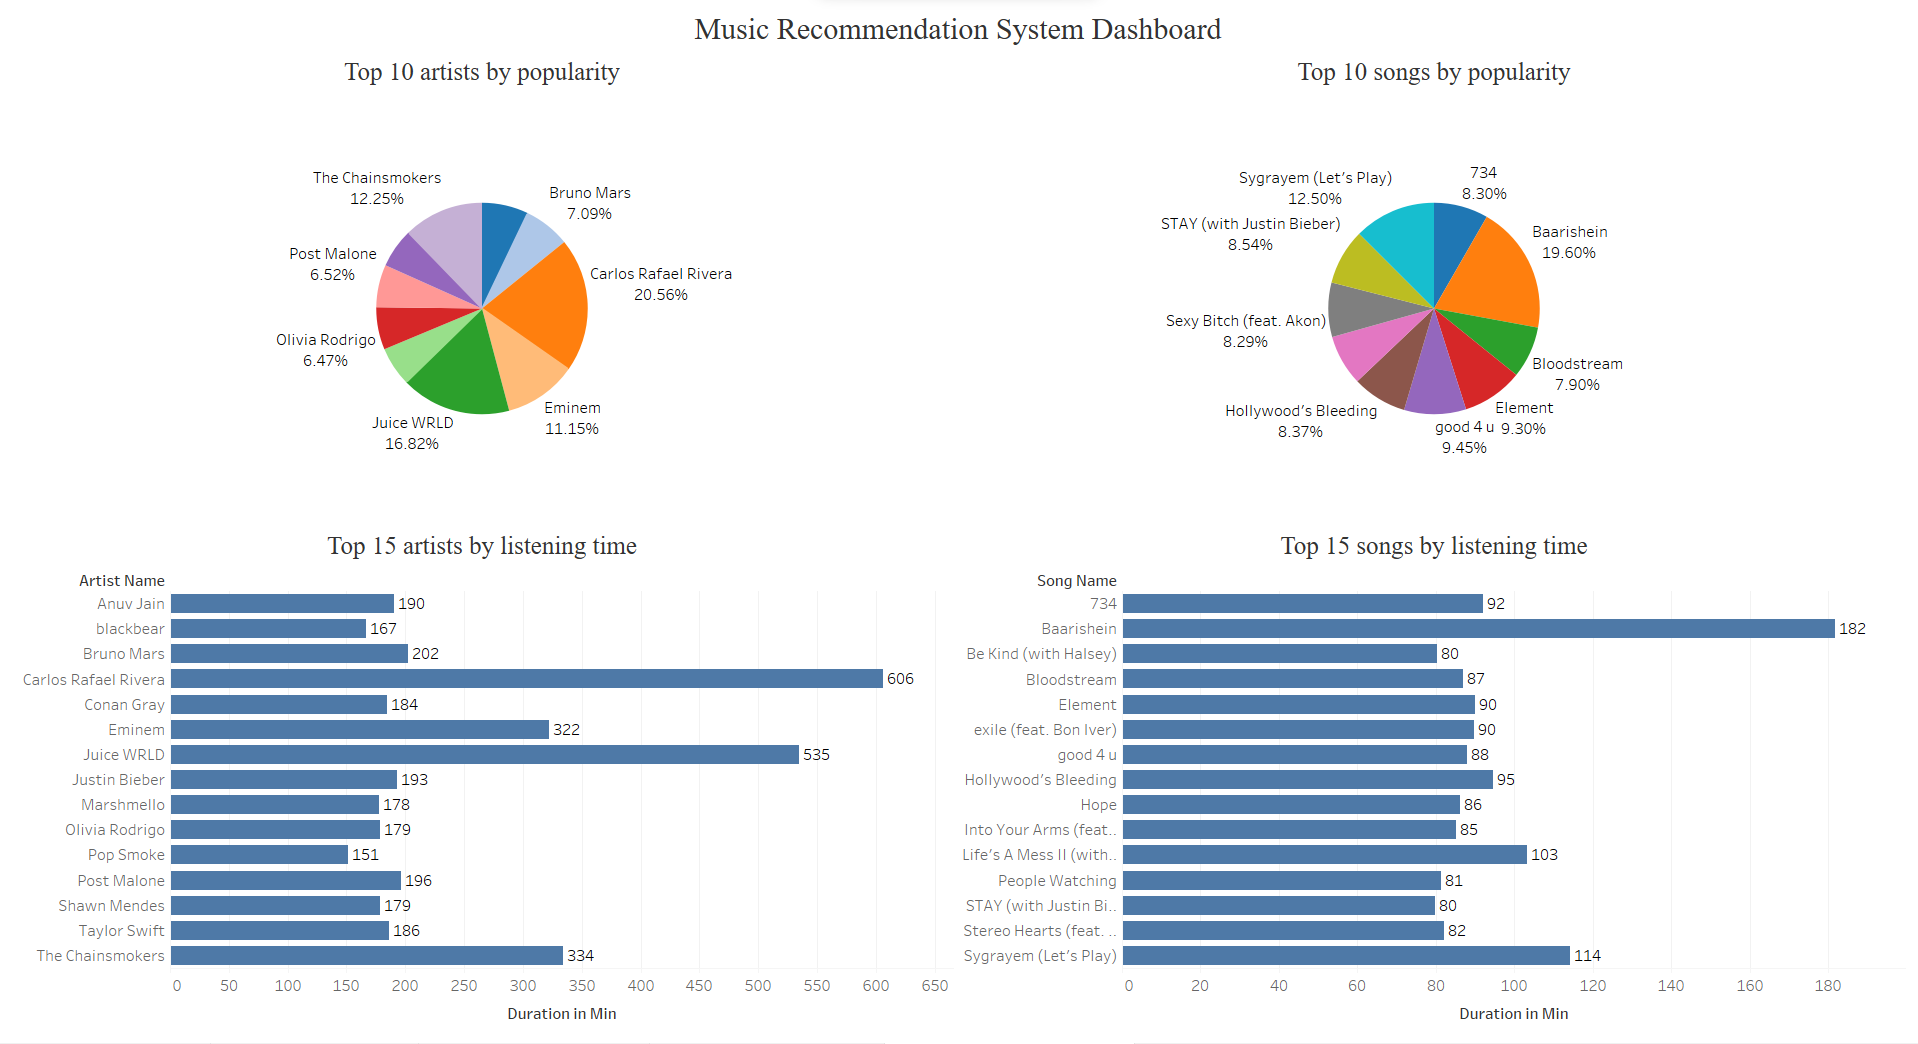 Music Recommendation System Dashboard
Top 10 artists by popularity
The Chainsmokers
12.25%
Bruno Mars
7.09%
Post Malone
6.52%
Carlos Rafael Rivera
20.56%
Olivia Rodrigo
6.47%
Eminem
11.15%
Juice WRLD
16.82%
Top 10 songs by popularity
734
8.30%
Sygrayem (Let's Play)
12.50%
STAY (with Justin Bieber)
8.54%
Baarishein
19.60%
Sexy Bitch (feat. Akon)
8.29%
Bloodstream
7.90%
Hollywood's Bleeding
8.37%
Element
9.30%
good 4 u
9.45%
Top 15 artists by listening time
Artist Name
Anuv Jain 190
blackbear 167
Bruno Mars 202
Carlos Rafael Rivera 606
Conan Gray 184
Eminem 322
Juice WRLD 535
Justin Bieber 193
Marshmello 178
Olivia Rodrigo 179
Pop Smoke 151
Post Malone 196
Shawn Mendes 179
Taylor Swift 186
The Chainsmokers 334
0 50 100 150 200 250 300 350 400 450 500 550 600 650
Duration in Min
Top 15 songs by listening time
Song Name
734 92
Baarishein 182
Be Kind (with Halsey) 80
Bloodstream 87
Element 90
exile (feat. Bon Iver) 90
good 4 u 88
Hollywood's Bleeding 95
Hope 86
Into Your Arms (feat.. 85
Life's A Mess II (with.. 103
People Watching 81
STAY (with Justin Bi.. 80
Stereo Hearts (feat. .. 82
Sygrayem (Let's Play) 114
0 20 40 60 80 100 120 140 160 180
Duration in Min